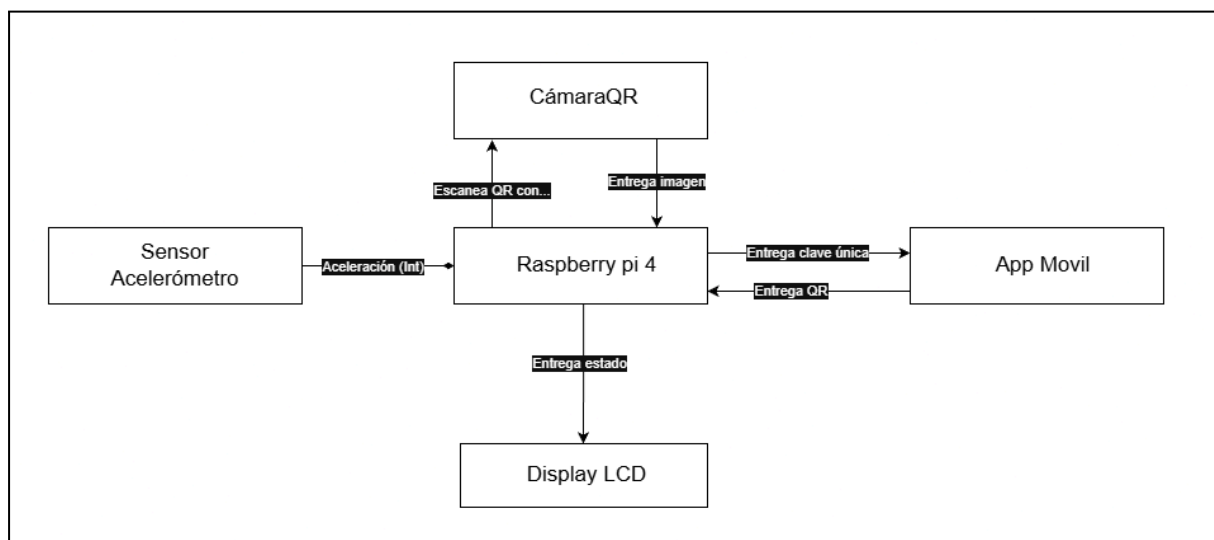 CámaraQR
Escanea QR con...
Entrega imagen
Sensor
Acelerómetro
Aceleración (Int)
Raspberry pi 4
Entrega clave única
Entrega QR
App Movil
Entrega estado
Display LCD